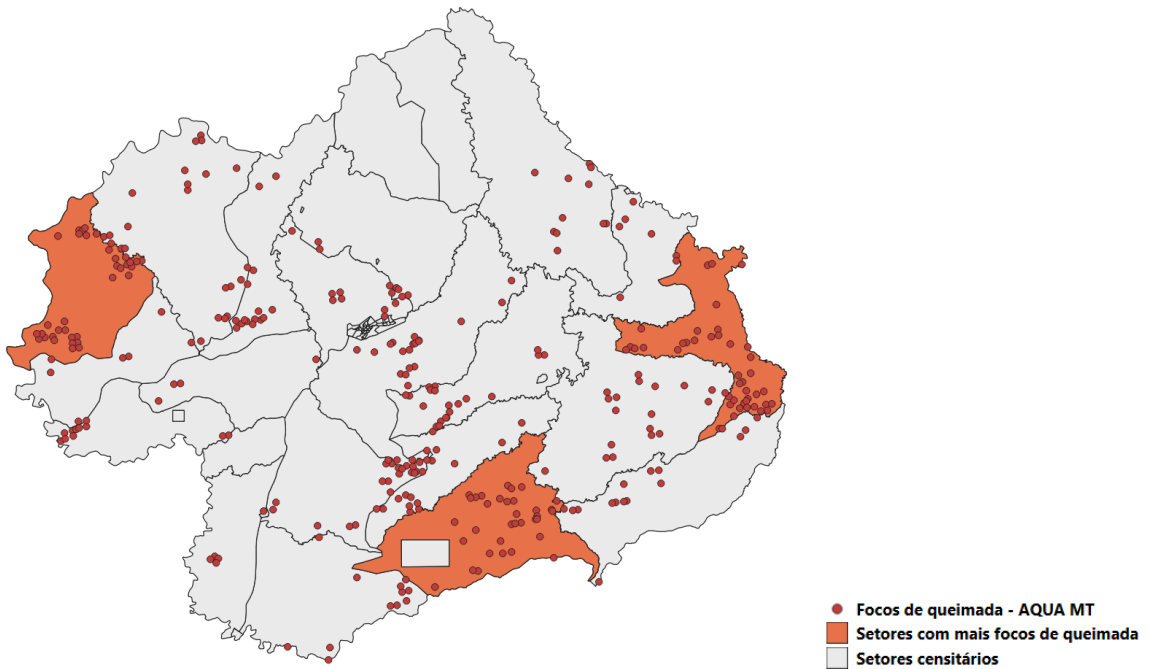 Focos de queimada - AQUA MT
Setores com mais focos de queimada
Setores censitários